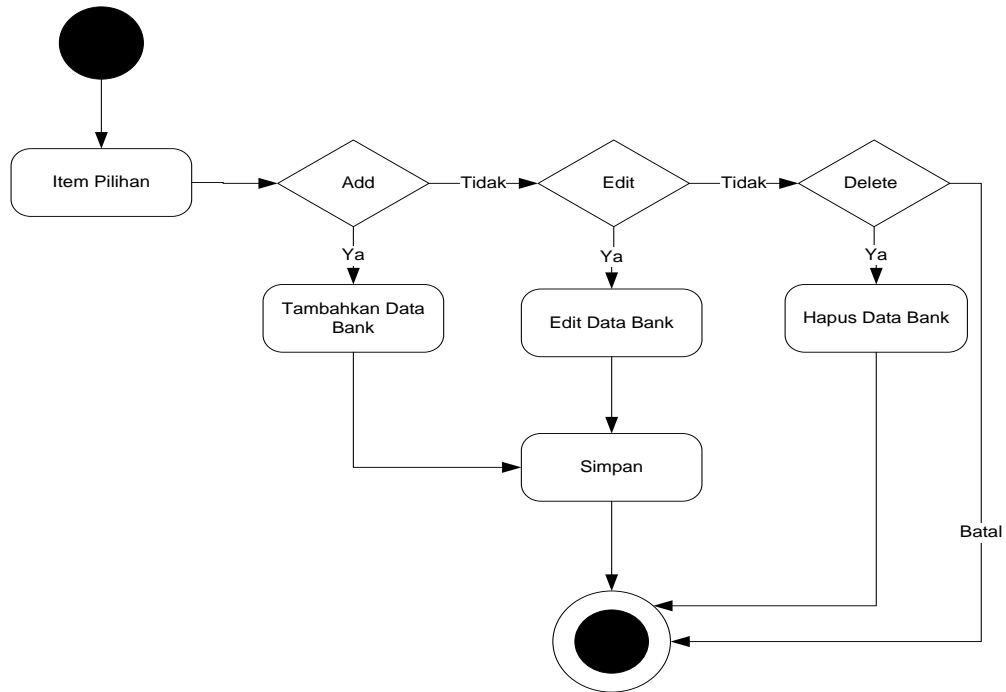 Item Pilihan
Add
Tidak
Edit
Tidak
Delete
Ya
Ya
Ya
Tambahkan Data
Bank
Edit Data Bank
Hapus Data Bank
Simpan
Batal